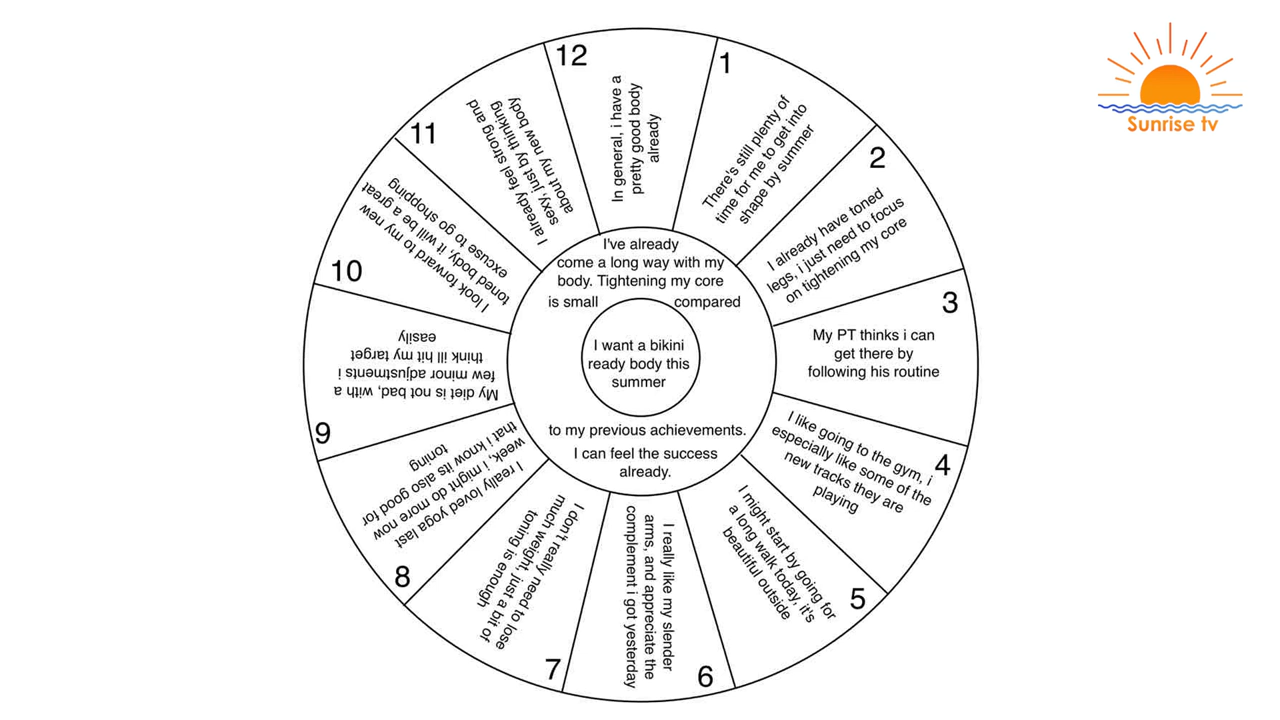 Sunrise tv
12
In general, i have a
pretty good body
already
1
There's still plenty of
time for me to get into
shape by summer
2
I already have toned
legs, i just need to focus
on tightening my core
3
My PT thinks i can
get there by
following his routine
4
I like going to the gym, i
especially like some of the
new tracks they are
playing
5
I might start by going for
a long walk today, it's
beautiful outside
6
I really like my slender
arms, and appreciate the
complement i got yesterday
7
I don't really need to lose
much weight, just a bit of
toning is enough
8
I really loved yoga last
week, i might do more now
that i know its also good for
toning
9
My diet is not bad, with a
few minor adjustments i
think ill hit my target
easily
10
I look forward to my new
toned body, it will be a great
excuse to go shopping
11
I already feel strong and
sexy, just by thinking
about my new body
I've already
come a long way with my
body. Tightening my core
is small compared
to my previous achievements.
I can feel the success
already.
I want a bikini
ready body this
summer